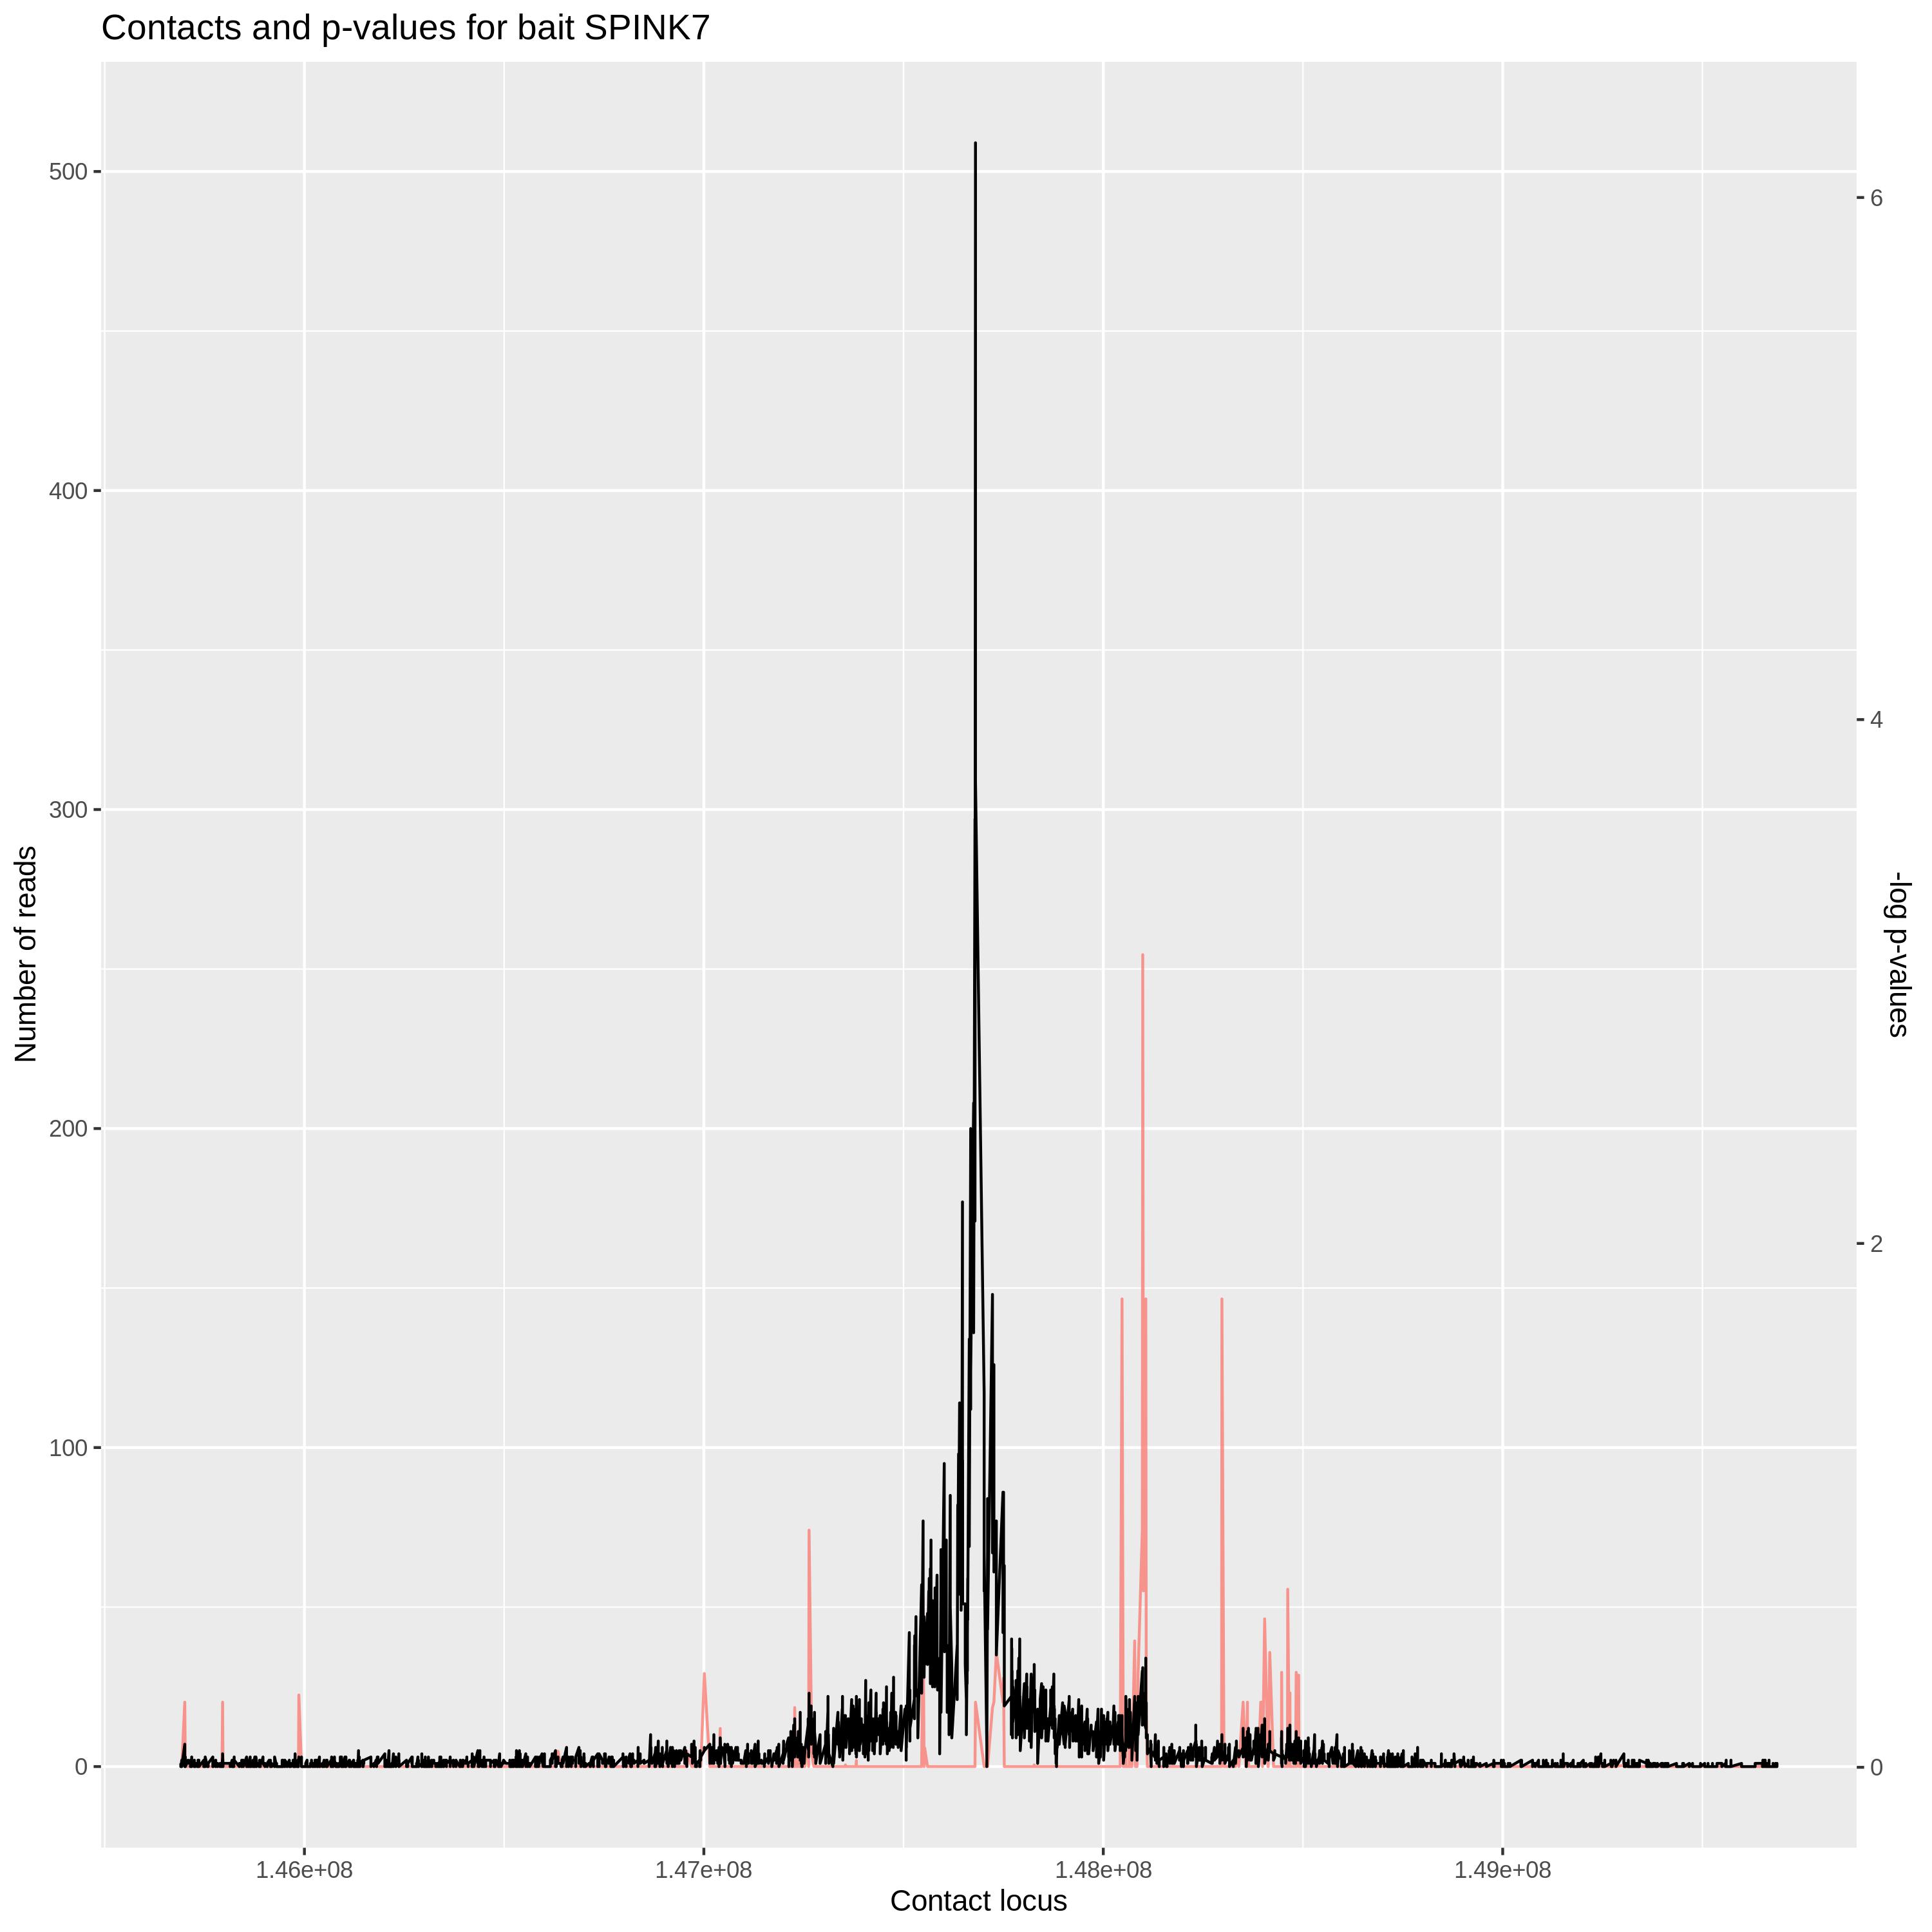 Contacts and p-values for bait SPINK7
500
400
300
200
100
0
Number of reads
6
4
2
0
-log p-values
1.46e+08
1.47e+08
1.48e+08
1.49e+08
Contact locus